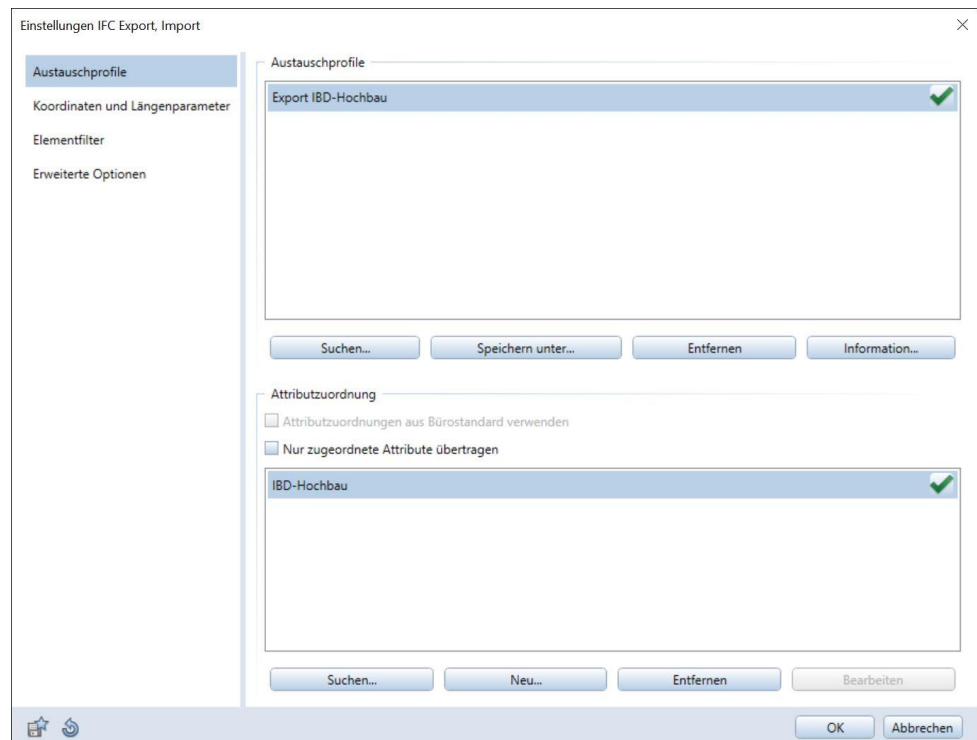 Einstellungen IFC Export, Import
Austauschprofile
Koordinaten und Längenparameter
Elementfilter
Erweiterte Optionen
Austauschprofile
Export IBD-Hochbau
Suchen... Speichern unter... Entfernen Information...
Attributzuordnung
Attributzuordnungen aus Bürostandard verwenden
Nur zugeordnete Attribute übertragen
IBD-Hochbau
Suchen... Neu... Entfernen Bearbeiten
OK Abbrechen